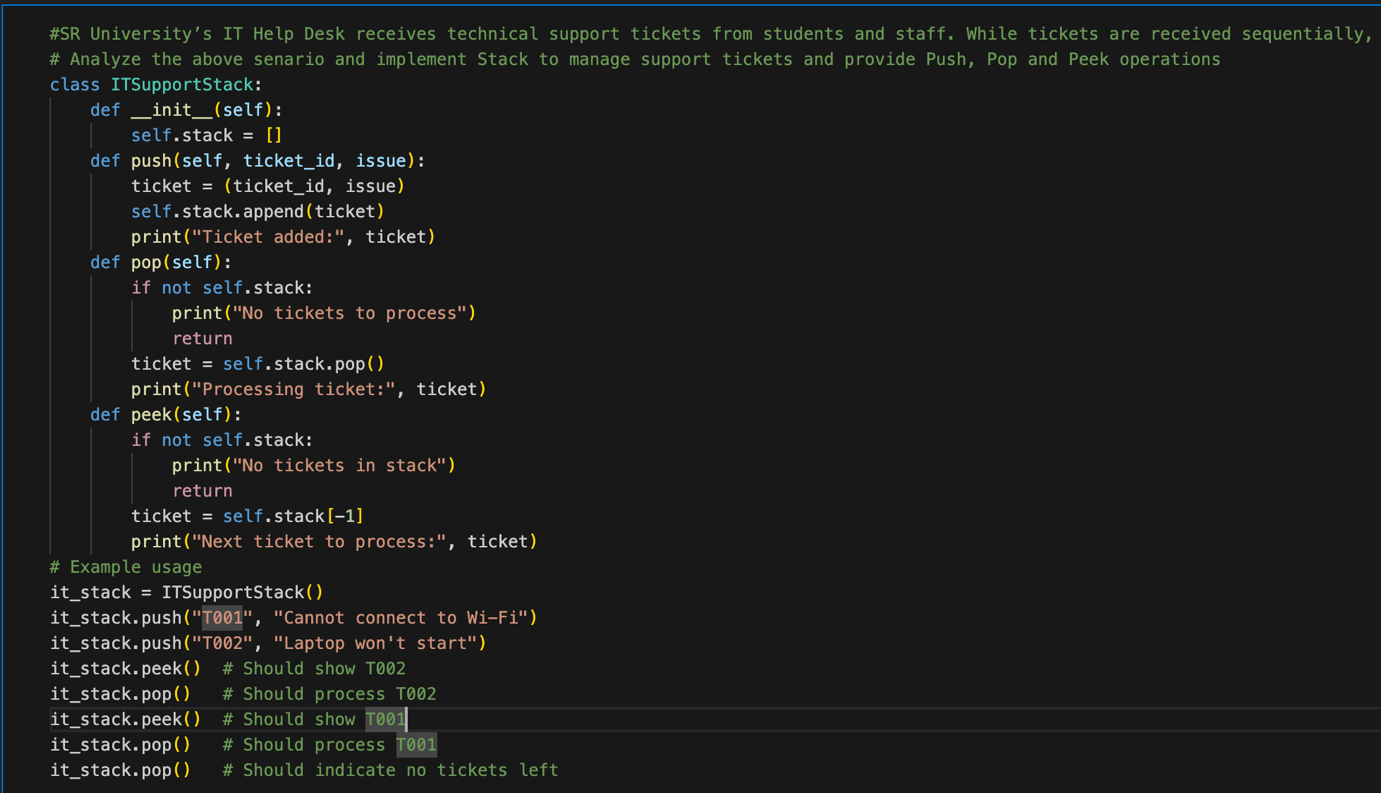 #SR University’s IT Help Desk receives technical support tickets from students and staff. While tickets are received sequentially,
# Analyze the above senario and implement Stack to manage support tickets and provide Push, Pop and Peek operations
class ITSupportStack:
    def __init__(self):
        self.stack = []
    def push(self, ticket_id, issue):
        ticket = (ticket_id, issue)
        self.stack.append(ticket)
        print("Ticket added:", ticket)
    def pop(self):
        if not self.stack:
            print("No tickets to process")
            return
        ticket = self.stack.pop()
        print("Processing ticket:", ticket)
    def peek(self):
        if not self.stack:
            print("No tickets in stack")
            return
        ticket = self.stack[-1]
        print("Next ticket to process:", ticket)
# Example usage
it_stack = ITSupportStack()
it_stack.push("T001", "Cannot connect to Wi-Fi")
it_stack.push("T002", "Laptop won't start")
it_stack.peek()  # Should show T002
it_stack.pop()   # Should process T002
it_stack.peek()  # Should show T001
it_stack.pop()   # Should process T001
it_stack.pop()   # Should indicate no tickets left